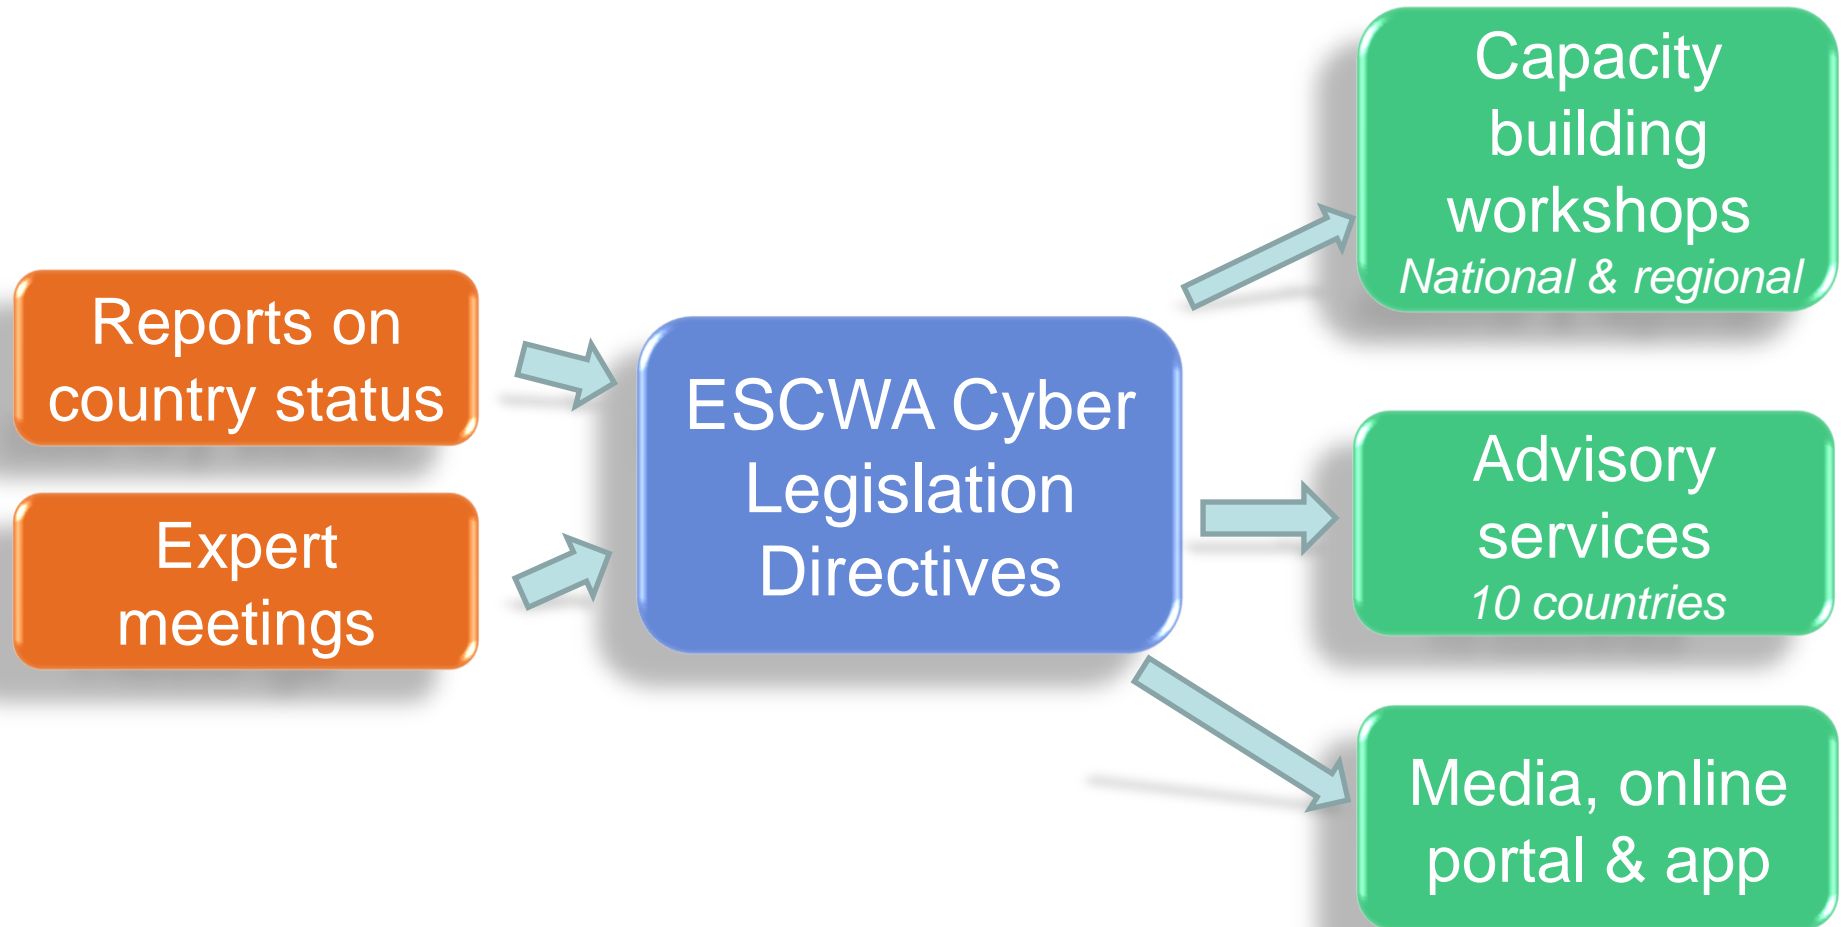 Reports on
country status
Expert
meetings
ESCWA Cyber
Legislation
Directives
Capacity
building
workshops
National & regional
Advisory
services
10 countries
Media, online
portal & app